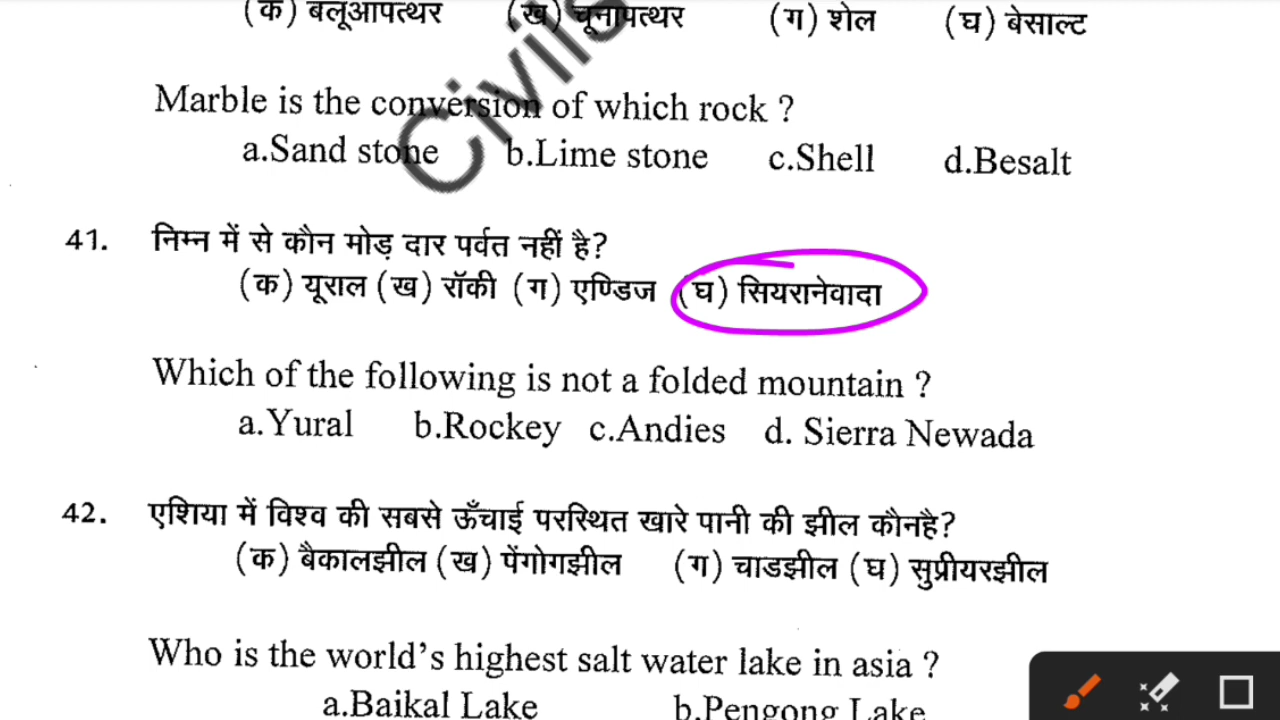 (क) बलूआपत्थर (ख) चूनापत्थर (ग) शेल (घ) बेसाल्ट
Marble is the conversion of which rock ?
a.Sand stone b.Lime stone c.Shell d.Besalt
41. निम्न में से कौन मोड़ दार पर्वत नहीं है?
(क) यूराल (ख) रॉकी (ग) एण्डिज (घ) सियरानेवादा
Which of the following is not a folded mountain ?
a.Yural b.Rockey c.Andies d. Sierra Newada
42. एशिया में विश्व की सबसे ऊँचाई परस्थित खारे पानी की झील कौनहै?
(क) बैकालझील (ख) पेंगोगझील (ग) चाडझील (घ) सुप्रीयरझील
Who is the world's highest salt water lake in asia ?
a.Baikal Lake b.Pengong Lake
Civils